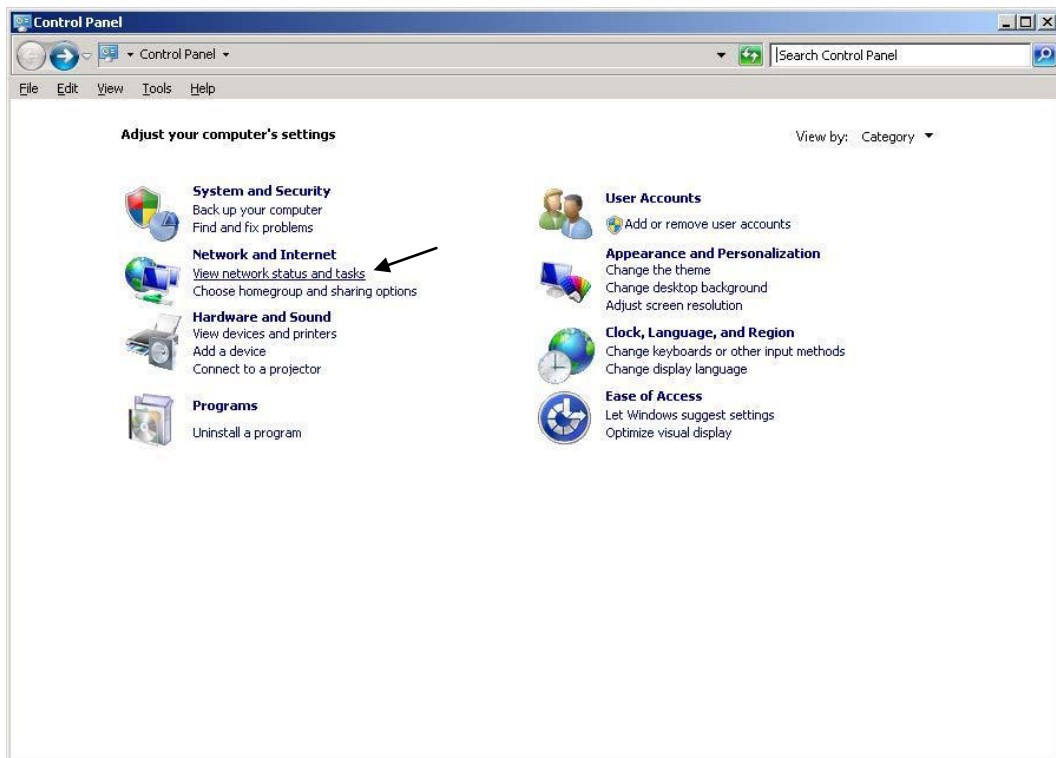 Control Panel
Control Panel
Search Control Panel
File Edit View Tools Help
Adjust your computer's settings
View by: Category
System and Security
Back up your computer
Find and fix problems
Network and Internet
View network status and tasks
Choose homegroup and sharing options
Hardware and Sound
View devices and printers
Add a device
Connect to a projector
Programs
Uninstall a program
User Accounts
Add or remove user accounts
Appearance and Personalization
Change the theme
Change desktop background
Adjust screen resolution
Clock, Language, and Region
Change keyboards or other input methods
Change display language
Ease of Access
Let Windows suggest settings
Optimize visual display